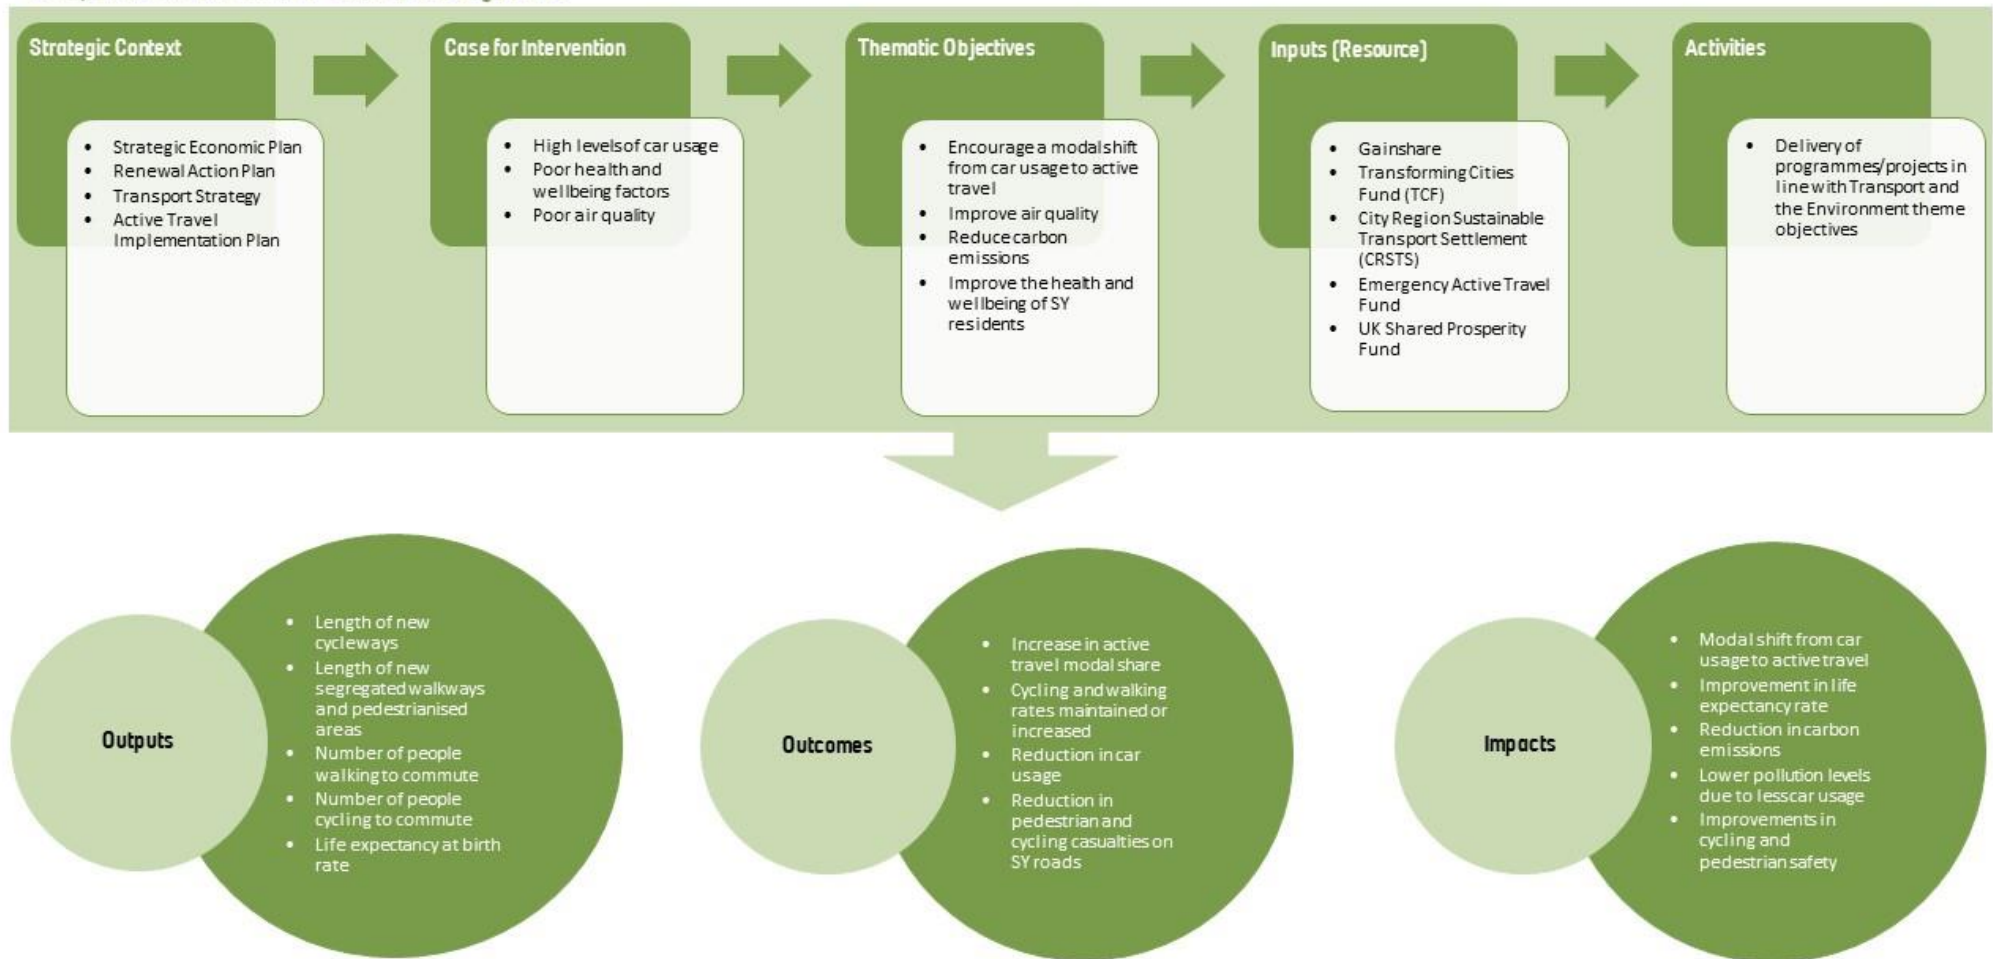 Strategic Context
Strategic Economic Plan
Renewal Action Plan
Transport Strategy
Active Travel
Implementation Plan
Case for Intervention
High levels of car usage
Poor health and
wellbeing factors
Poor air quality
Thematic Objectives
Encourage a modal shift
from car usage to active
travel
Improve air quality
Reduce carbon
emissions
Improve the health and
wellbeing of SY
residents
Inputs (Resource)
Gainshare
Transforming Cities
Fund (TCF)
City Region Sustainable
Transport Settlement
(CRSTS)
Emergency Active Travel
Fund
UK Shared Prosperity
Fund
Activities
Delivery of
programmes/projects in
line with Transport and
the Environment theme
objectives
Outputs
Length of new
cycleways
Length of new
segregated walkways
and pedestrianised
areas
Number of people
walking to commute
Number of people
cycling to commute
Life expectancy at birth
rate
Outcomes
Increase in active
travel modal share
Cycling and walking
rates maintained or
increased
Reduction in car
usage
Reduction in
pedestrian and
cycling casualties on
SY roads
Impacts
Modal shift from car
usage to active travel
Improvement in life
expectancy rate
Reduction in carbon
emissions
Lower pollution levels
due to less car usage
Improvements in
cycling and
pedestrian safety